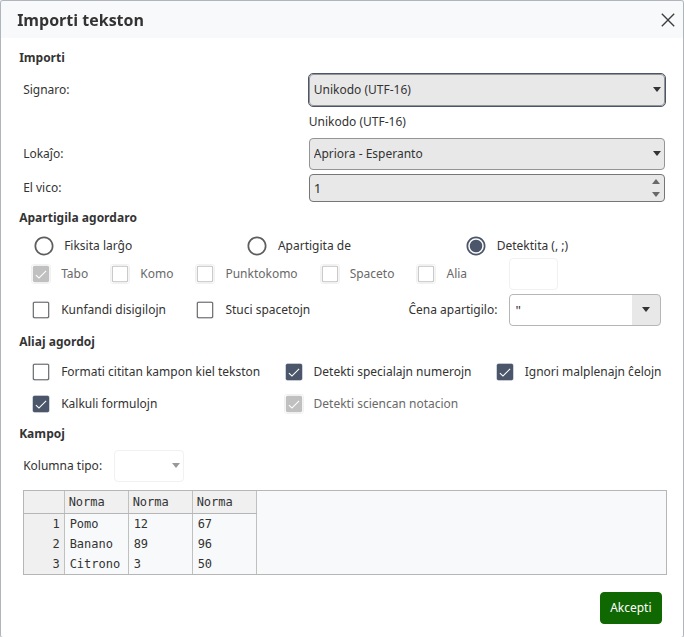 Importi tekston
Importi
Signaro: Unikodo (UTF-16)
Unikodo (UTF-16)
Lokaĵo: Apriora - Esperanto
El vico: 1
Apartigila agordaro
Fiksita larĝo Apartigita de Detektita (, ;)
Tabo Komo Punktokomo Spaceto Alia
Kunfandi disigilojn Stuci spacetojn Ĉena apartigilo: "
Aliaj agordoj
Formati cititan kampon kiel tekston Detekti specialajn numerojn Ignori malplenajn ĉelojn
Kalkuli formulojn Detekti sciencan notacion
Kampoj
Kolumna tipo:
Norma Norma Norma
1 Pomo 12 67
2 Banano 89 96
3 Citrono 3 50
Akcepti